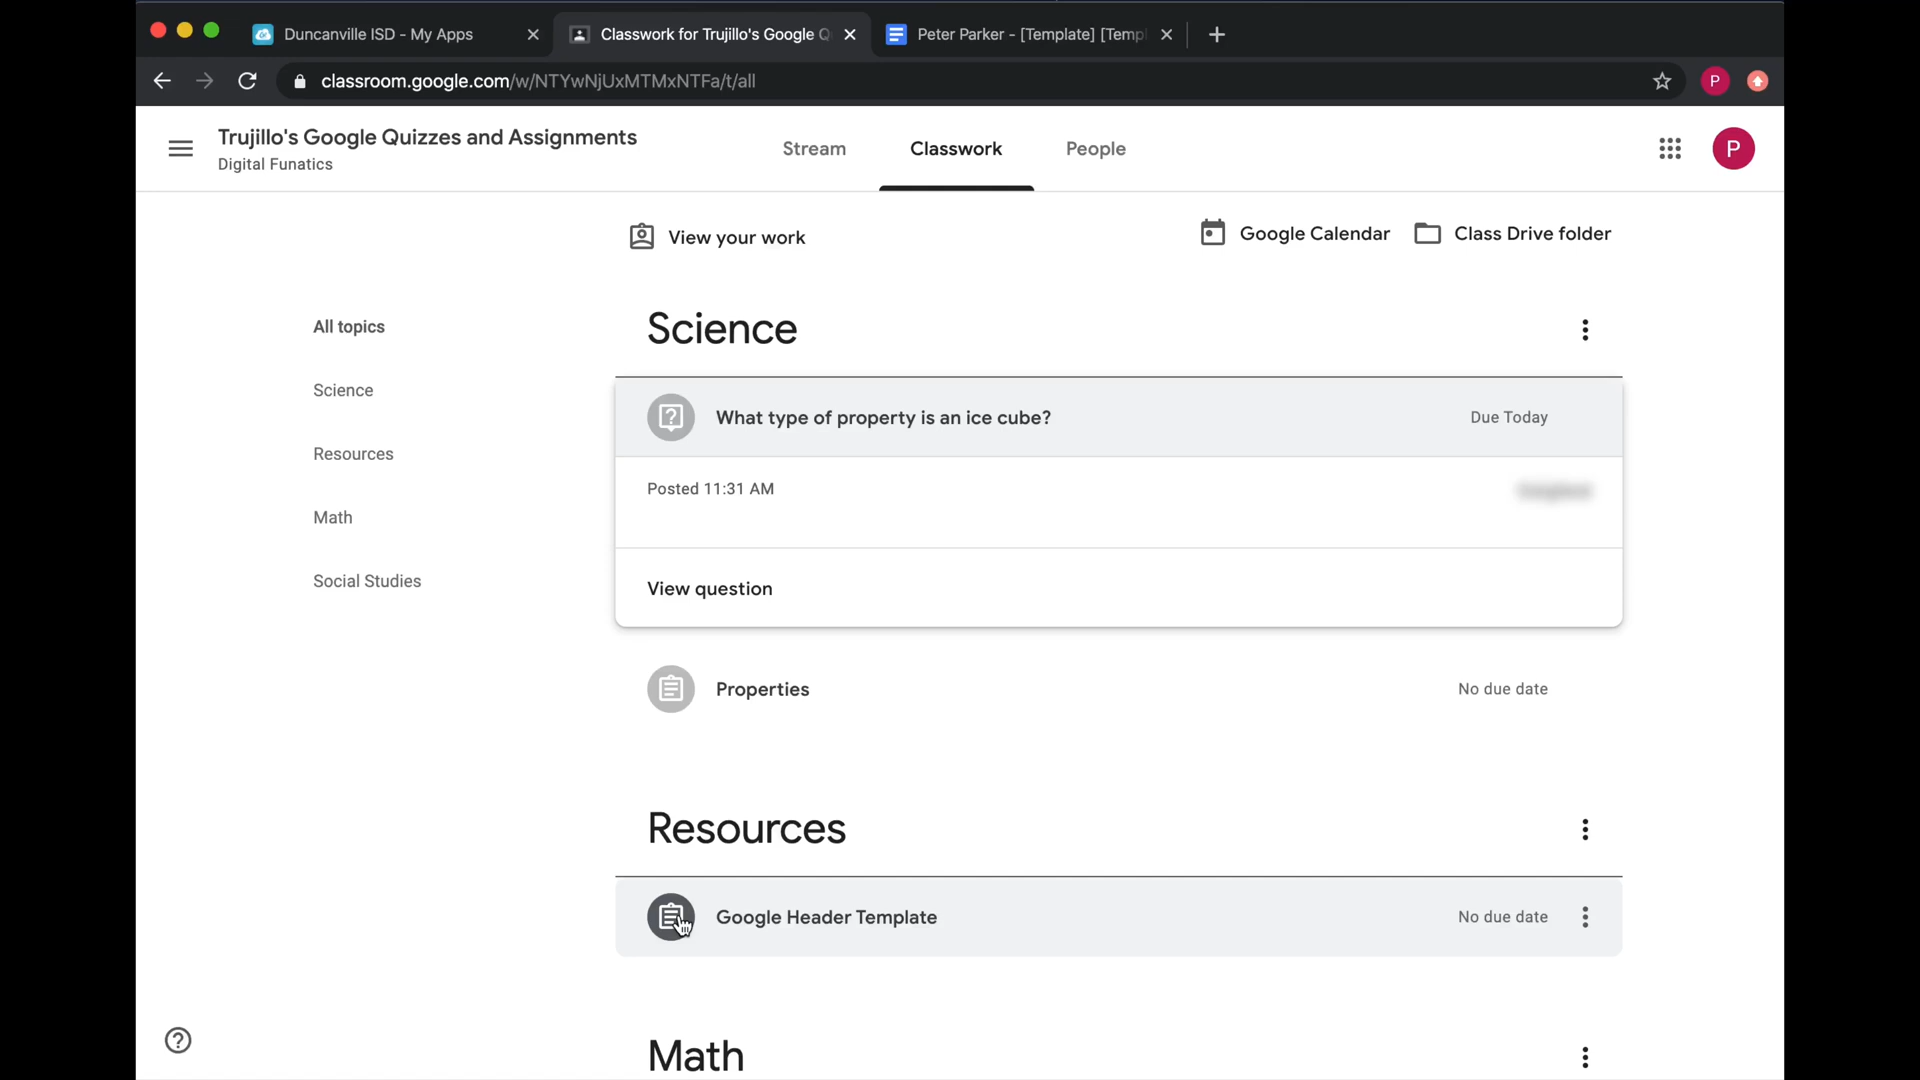 Duncanville ISD - My Apps
Classwork for Trujillo's Google Q
Peter Parker - [Template] [Templ
classroom.google.com/w/NTYwNjUxMTMxNTFa/t/all
P
Trujillo's Google Quizzes and Assignments
Digital Funatics
Stream
Classwork
People
P
View your work
Google Calendar
Class Drive folder
All topics
Science
Resources
Math
Social Studies
Science
What type of property is an ice cube?
Due Today
Posted 11:31 AM
View question
Properties
No due date
Resources
Google Header Template
No due date
Math